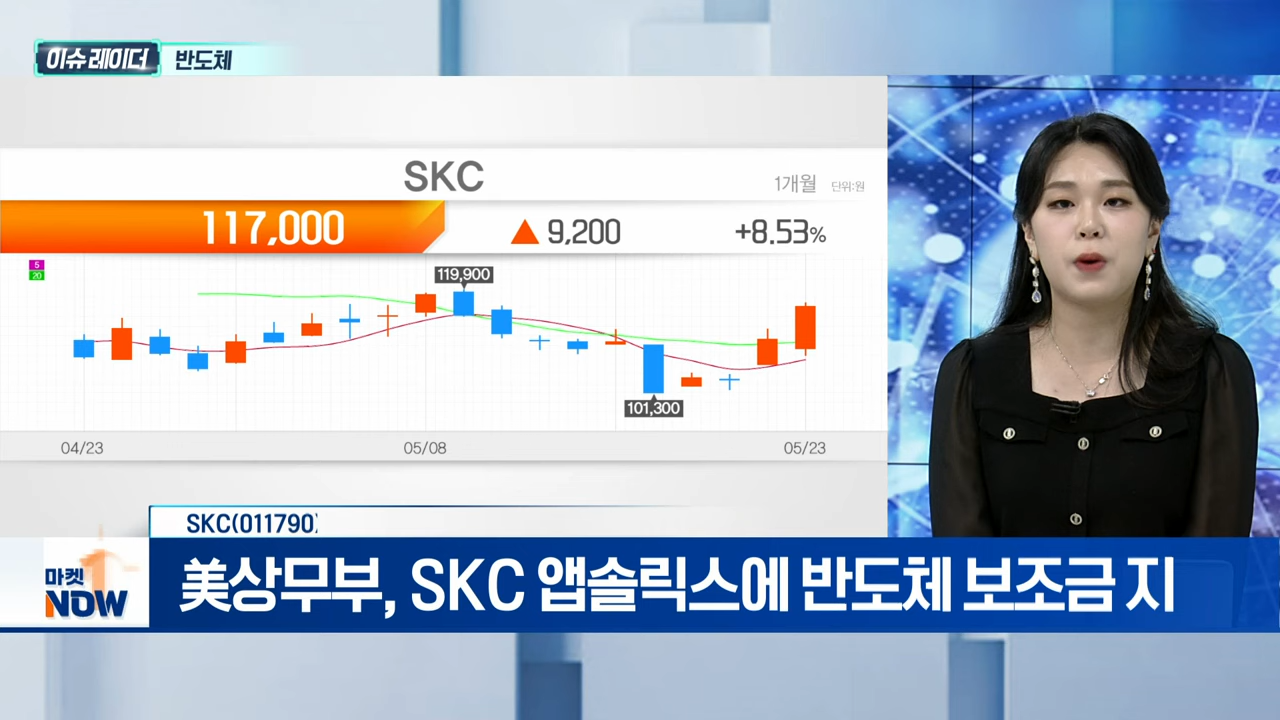 이슈레이더 반도체
SKC
1개월 단위:원
117,000 ▲ 9,200 +8.53%
5
20
119,900
101,300
04/23 05/08 05/23
SKC(011790)
마켓
NOW
美상무부, SKC 앱솔릭스에 반도체 보조금 지